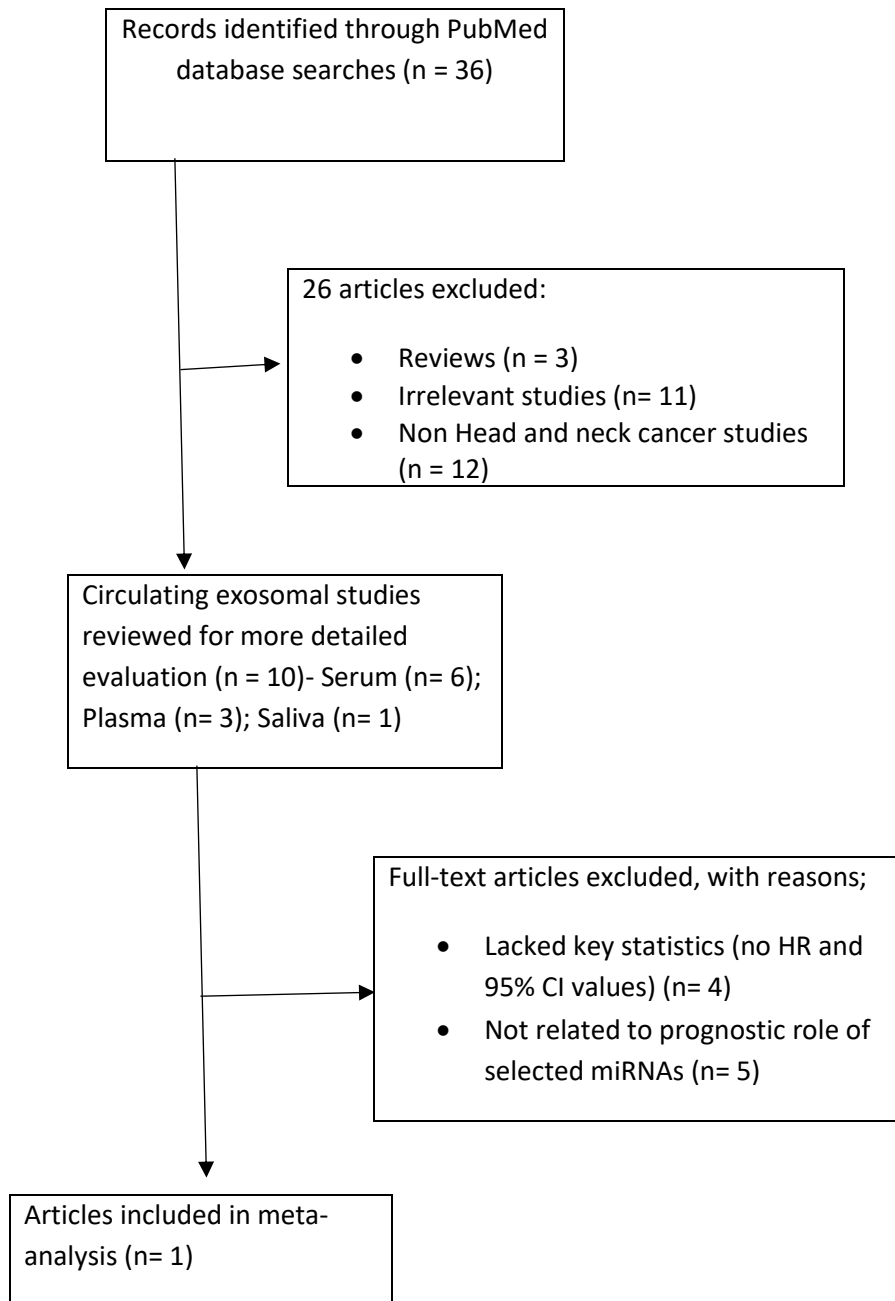 Records identified through PubMed
database searches (n = 36)
26 articles excluded:
• Reviews (n = 3)
• Irrelevant studies (n= 11)
• Non Head and neck cancer studies
(n = 12)
Circulating exosomal studies
reviewed for more detailed
evaluation (n = 10)- Serum (n= 6);
Plasma (n= 3); Saliva (n= 1)
Full-text articles excluded, with reasons;
• Lacked key statistics (no HR and
95% CI values) (n= 4)
• Not related to prognostic role of
selected miRNAs (n= 5)
Articles included in meta-
analysis (n= 1)